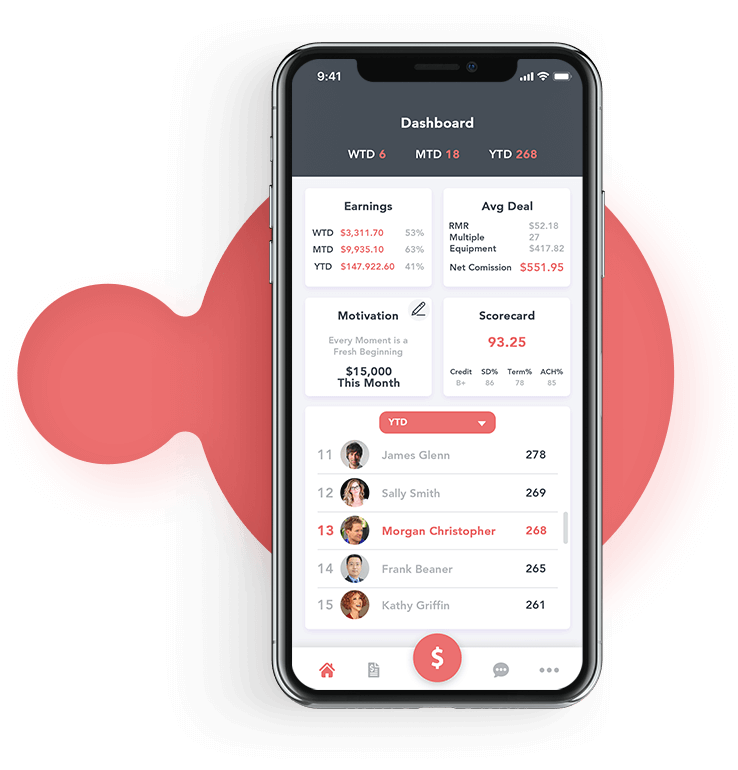 9:41
Dashboard
WTD 6 MTD 18 YTD 268
Earnings
WTD $3,311.70 53%
MTD $9,935.10 63%
YTD $147.922.60 41%
Avg Deal
RMR $52.18
Multiple 27
Equipment $417.82
Net Comission $551.95
Motivation
Every Moment is a
Fresh Beginning
$15,000
This Month
Scorecard
93.25
Credit SD% Term% ACH%
B+ 86 78 85
YTD
11 James Glenn 278
12 Sally Smith 269
13 Morgan Christopher 268
14 Frank Beaner 265
15 Kathy Griffin 261
$